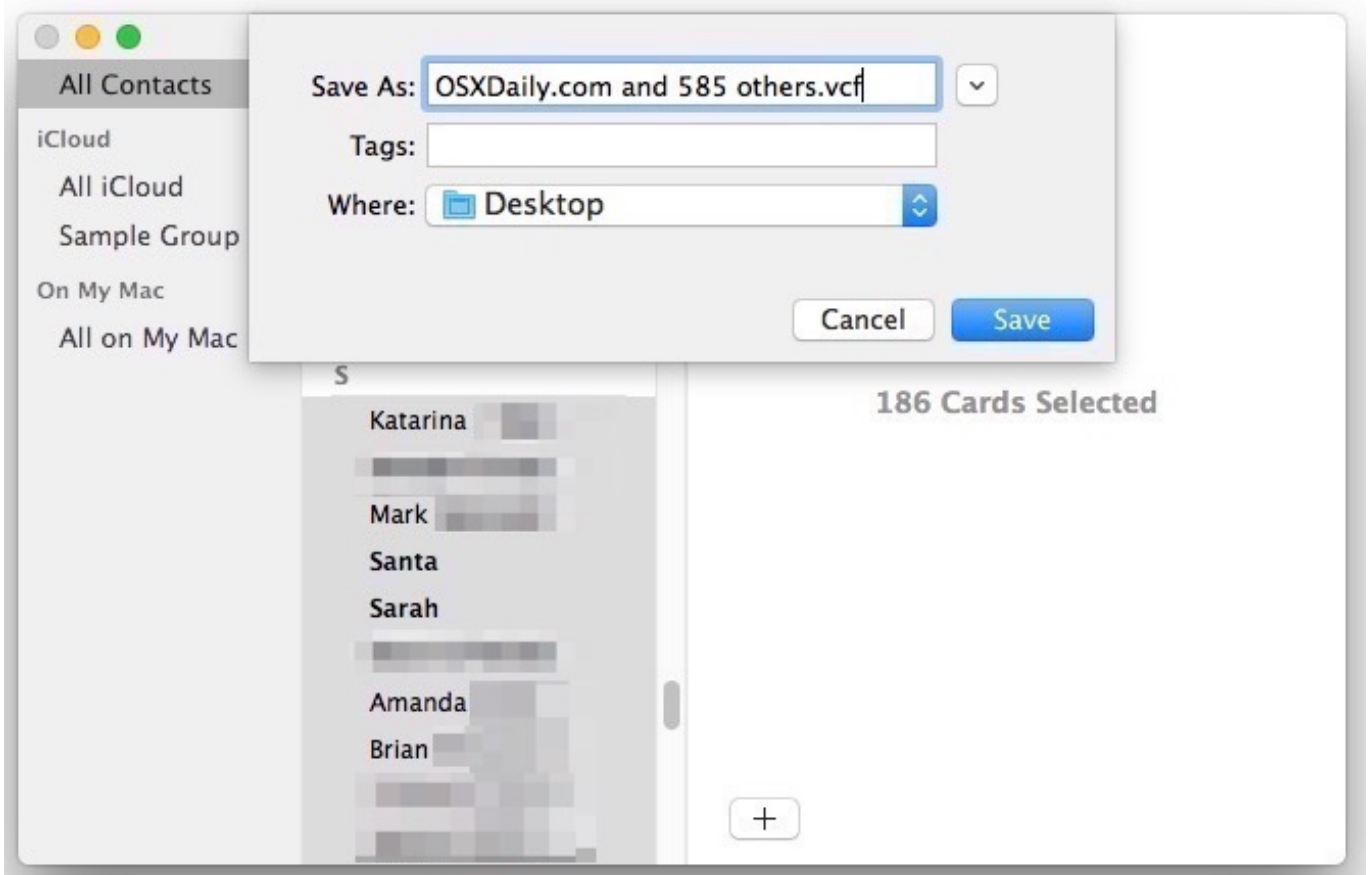 All Contacts
iCloud
All iCloud
Sample Group
On My Mac
All on My Mac
Save As: OSXDaily.com and 585 others.vcf
Tags:
Where: Desktop
Cancel Save
S
Katarina
Mark
Santa
Sarah
Amanda
Brian
186 Cards Selected
+